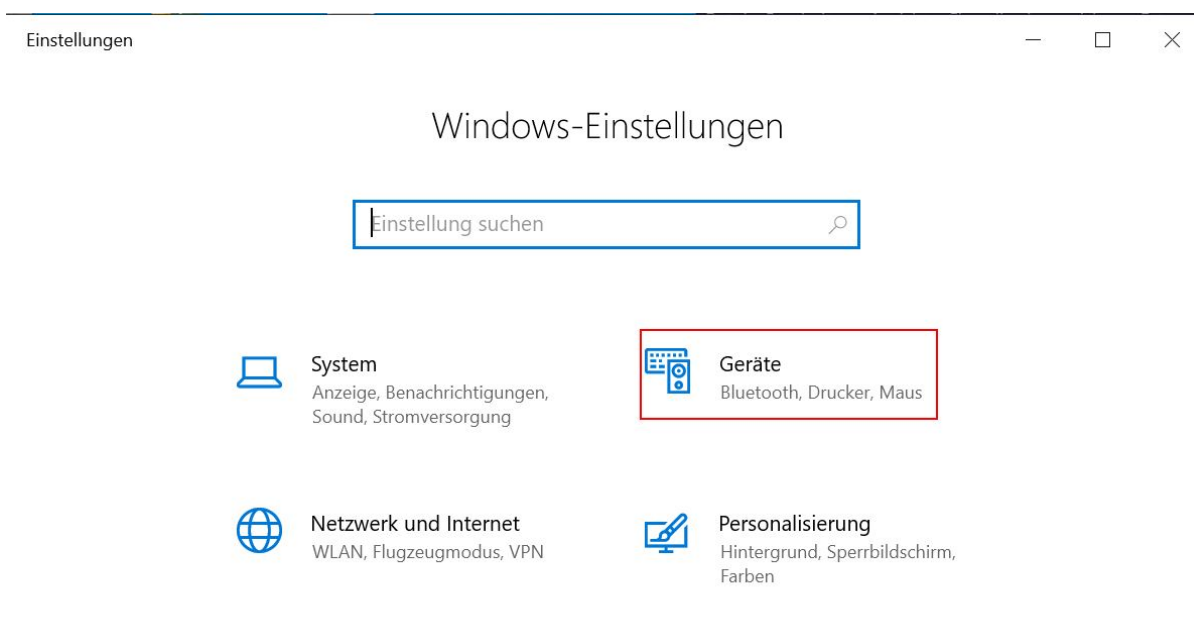 Einstellungen
Windows-Einstellungen
Einstellung suchen
System
Anzeige, Benachrichtigungen,
Sound, Stromversorgung
Geräte
Bluetooth, Drucker, Maus
Netzwerk und Internet
WLAN, Flugzeugmodus, VPN
Personalisierung
Hintergrund, Sperrbildschirm,
Farben